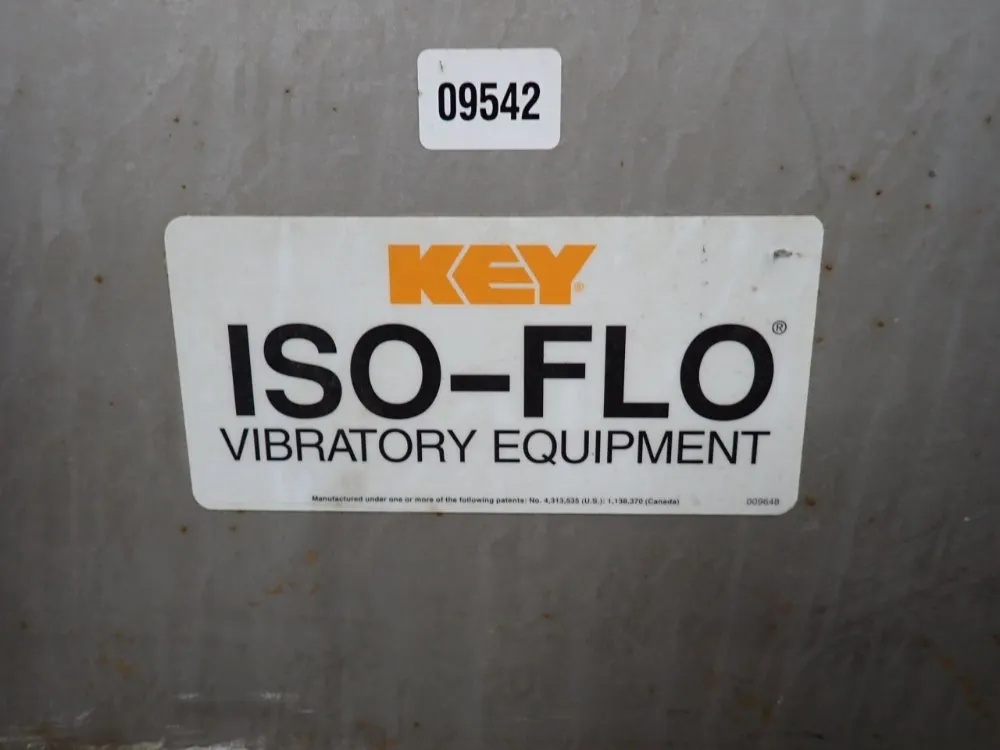 09542
KEY®
ISO-FLO®
VIBRATORY EQUIPMENT
Manufactured under one or more of the following patents: No. 4,313,535 (U.S.); 1,138,370 (Canada)
009648